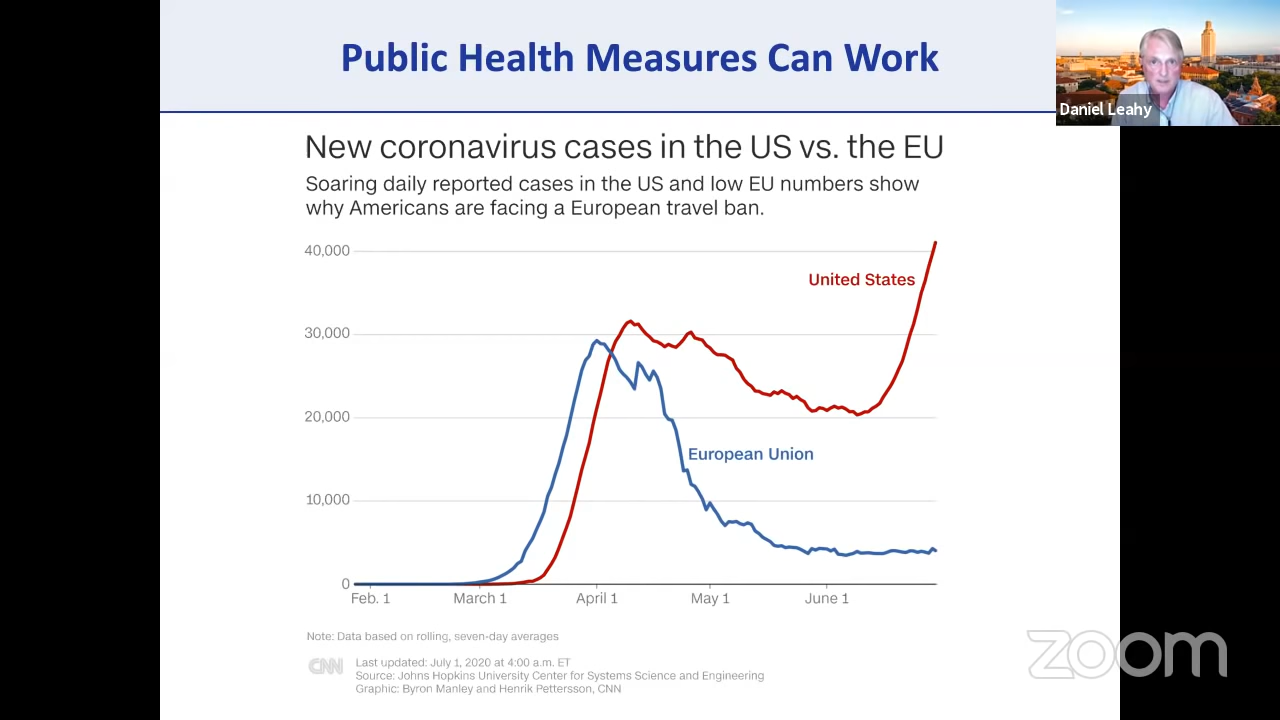 Public Health Measures Can Work
Daniel Leahy
New coronavirus cases in the US vs. the EU
Soaring daily reported cases in the US and low EU numbers show
why Americans are facing a European travel ban.
40,000
United States
30,000
20,000
European Union
10,000
0
Feb. 1 March 1 April 1 May 1 June 1
Note: Data based on rolling, seven-day averages
CNN
Last updated: July 1, 2020 at 4:00 a.m. ET
Source: Johns Hopkins University Center for Systems Science and Engineering
Graphic: Byron Manley and Henrik Pettersson, CNN
zoom